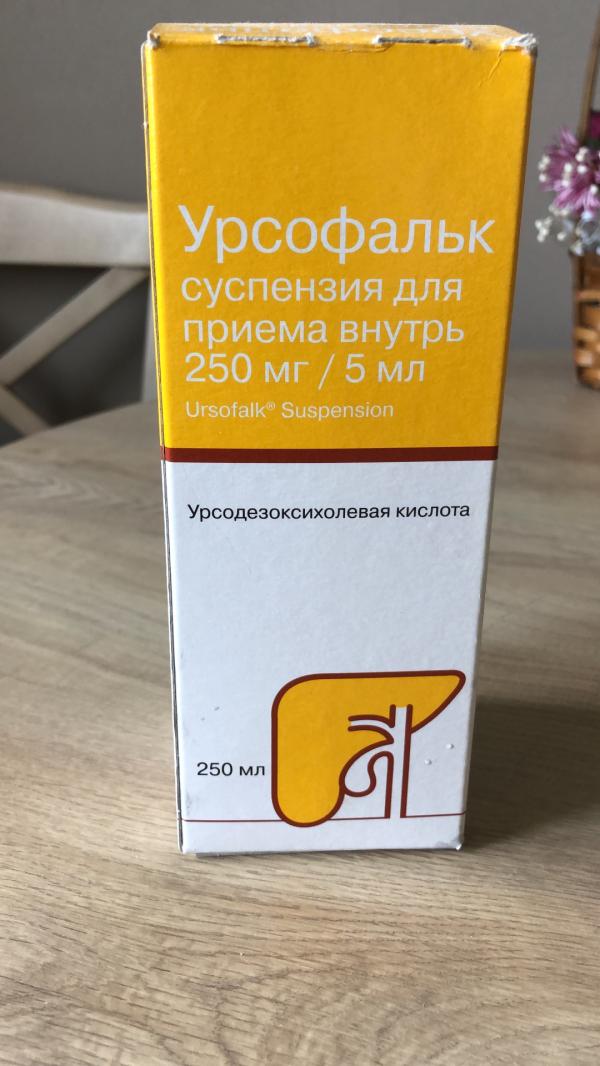 Урсофальк
суспензия для
приема внутрь
250 мг / 5 мл
Ursofalk® Suspension
Урсодезоксихолевая кислота
250 мл